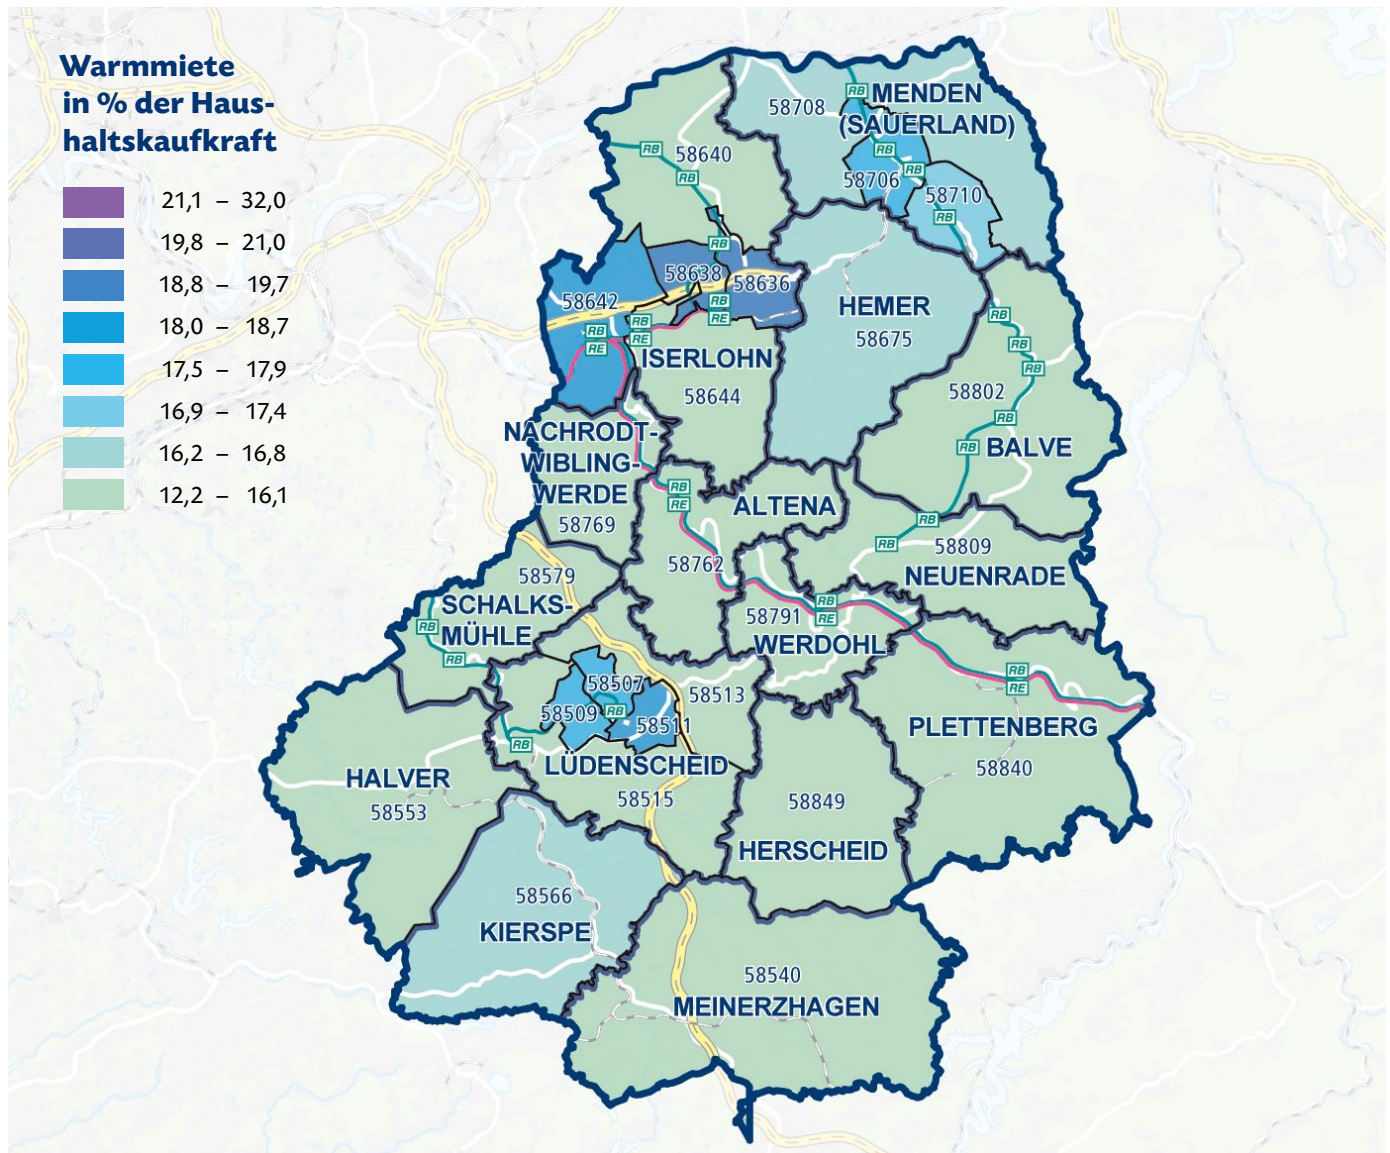 Warmmiete
in % der Haus-
haltskaufkraft
21,1 – 32,0
19,8 – 21,0
18,8 – 19,7
18,0 – 18,7
17,5 – 17,9
16,9 – 17,4
16,2 – 16,8
12,2 – 16,1
RB
MENDEN
58708
(SAUERLAND)
RB
RB
58640
RB
RB
58706
58710
RB
RB
58638
58636
58642
RB
HEMER
RB
RB
RE
RB
RE
RE
58675
RB
RB
ISERLOHN
RB
58644
58802
RB
NACHRODT-
WIBLING-
WERDE
58769
RB
BALVE
RB
RE
ALTENA
RB
RB
58809
58762
NEUENRADE
58579
SCHALKS-
MÜHLE
RB
RB
58791
RB
RE
WERDOHL
RB
RE
58507
58513
58509
RB
58511
RB
PLETTENBERG
58840
LÜDENSCHEID
58515
HALVER
58553
58849
HERSCHEID
58566
KIERSPE
58540
MEINERZHAGEN